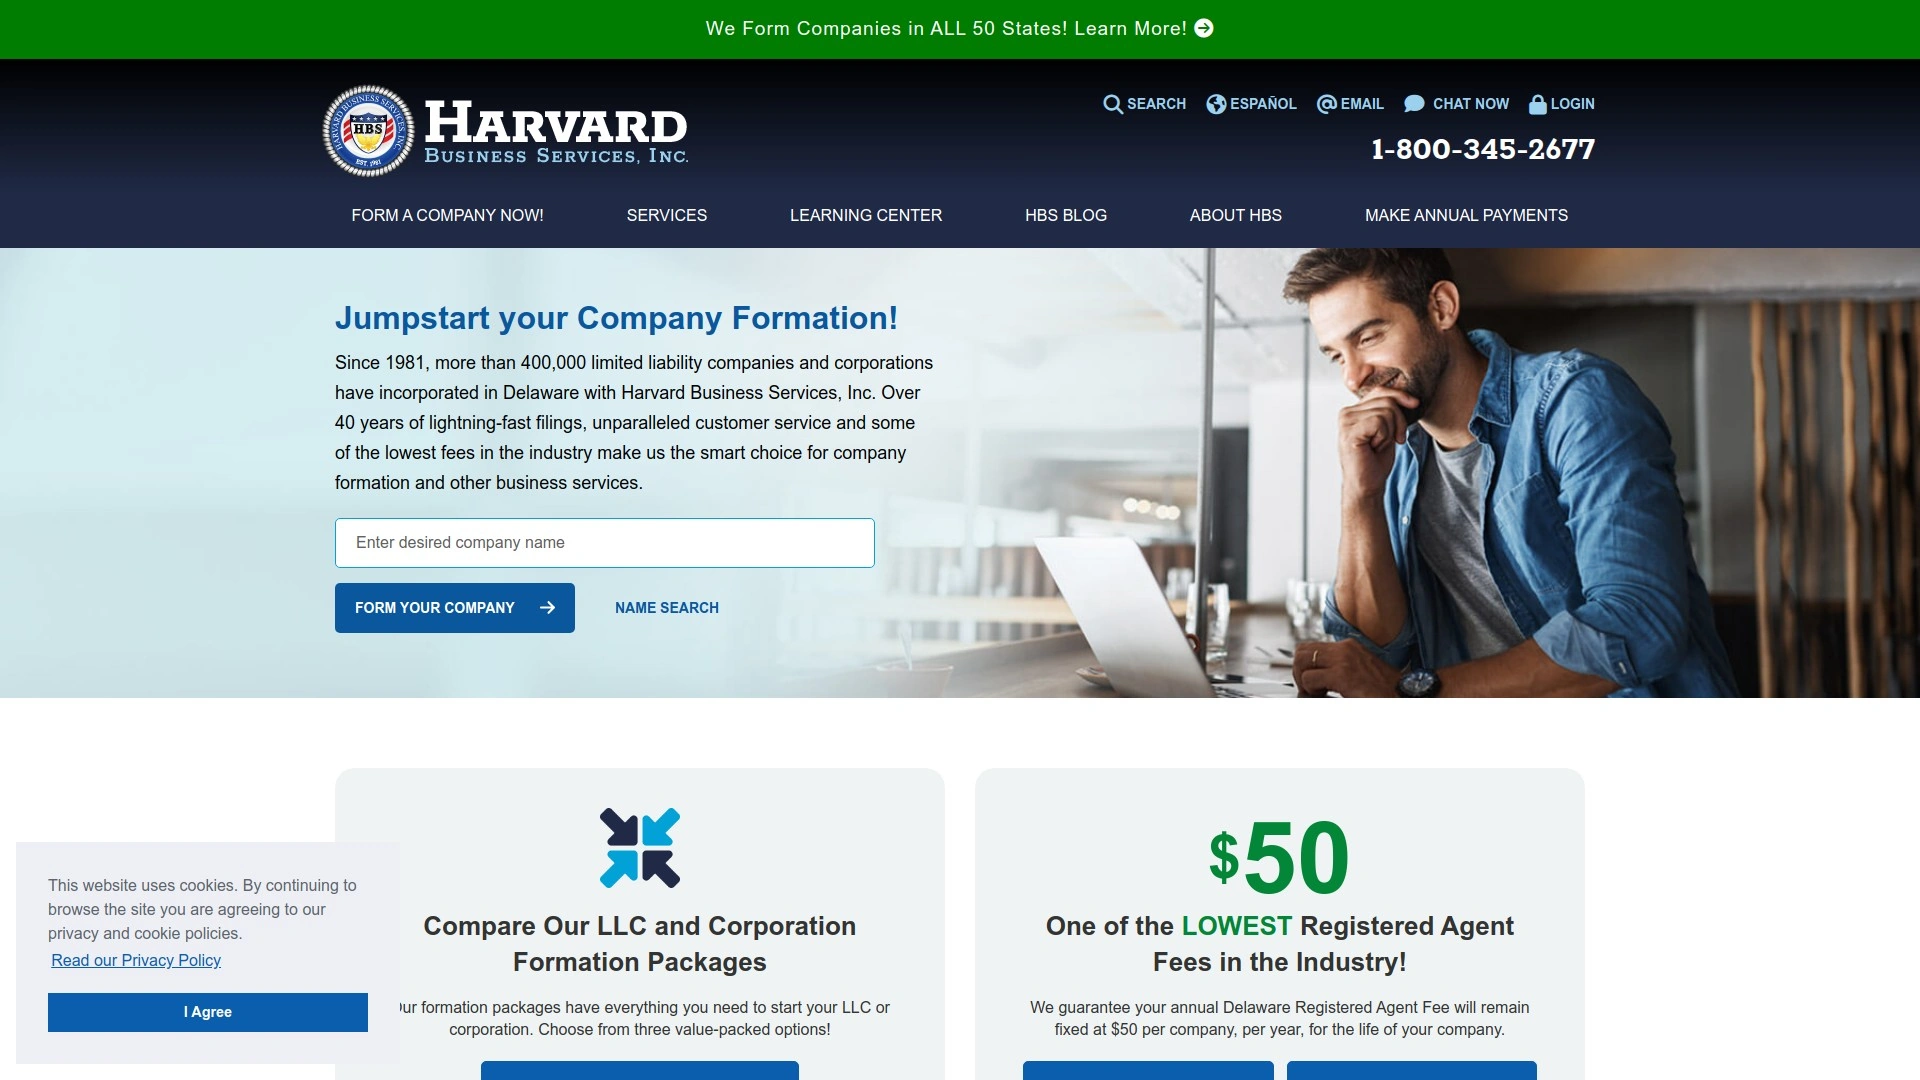 We Form Companies in ALL 50 States! Learn More!
HARVARD BUSINESS SERVICES, INC.
HBS
EST. 1981
HARVARD
BUSINESS SERVICES, INC.
SEARCH
ESPAÑOL
EMAIL
CHAT NOW
LOGIN
1-800-345-2677
FORM A COMPANY NOW!
SERVICES
LEARNING CENTER
HBS BLOG
ABOUT HBS
MAKE ANNUAL PAYMENTS
Jumpstart your Company Formation!
Since 1981, more than 400,000 limited liability companies and corporations
have incorporated in Delaware with Harvard Business Services, Inc. Over
40 years of lightning-fast filings, unparalleled customer service and some
of the lowest fees in the industry make us the smart choice for company
formation and other business services.
Enter desired company name
FORM YOUR COMPANY
NAME SEARCH
Compare Our LLC and Corporation
Formation Packages
Our formation packages have everything you need to start your LLC or
corporation. Choose from three value-packed options!
$50
One of the LOWEST Registered Agent
Fees in the Industry!
We guarantee your annual Delaware Registered Agent Fee will remain
fixed at $50 per company, per year, for the life of your company.
This website uses cookies. By continuing to
browse the site you are agreeing to our
privacy and cookie policies.
Read our Privacy Policy
I Agree